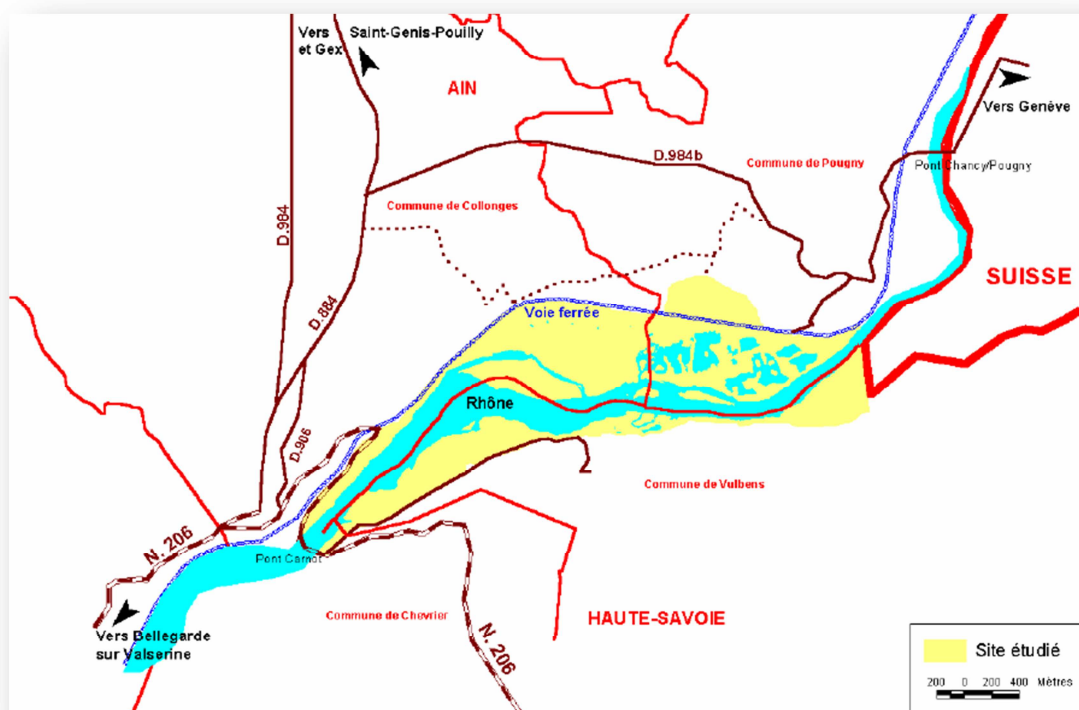 Vers Saint-Genis-Pouilly
et Gex
AIN
Vers Genève
D.984b
Commune de Pougny
Pont Chancy/Pougny
Commune de Collonges
D.984
SUISSE
D.884
Voie ferrée
Rhône
D.906
Commune de Vulbens
N. 206
Pont Carnot
Commune de Chevrier
HAUTE-SAVOIE
Vers Bellegarde
sur Valserine
N. 206
Site étudié
200 0 200 400 Mètres